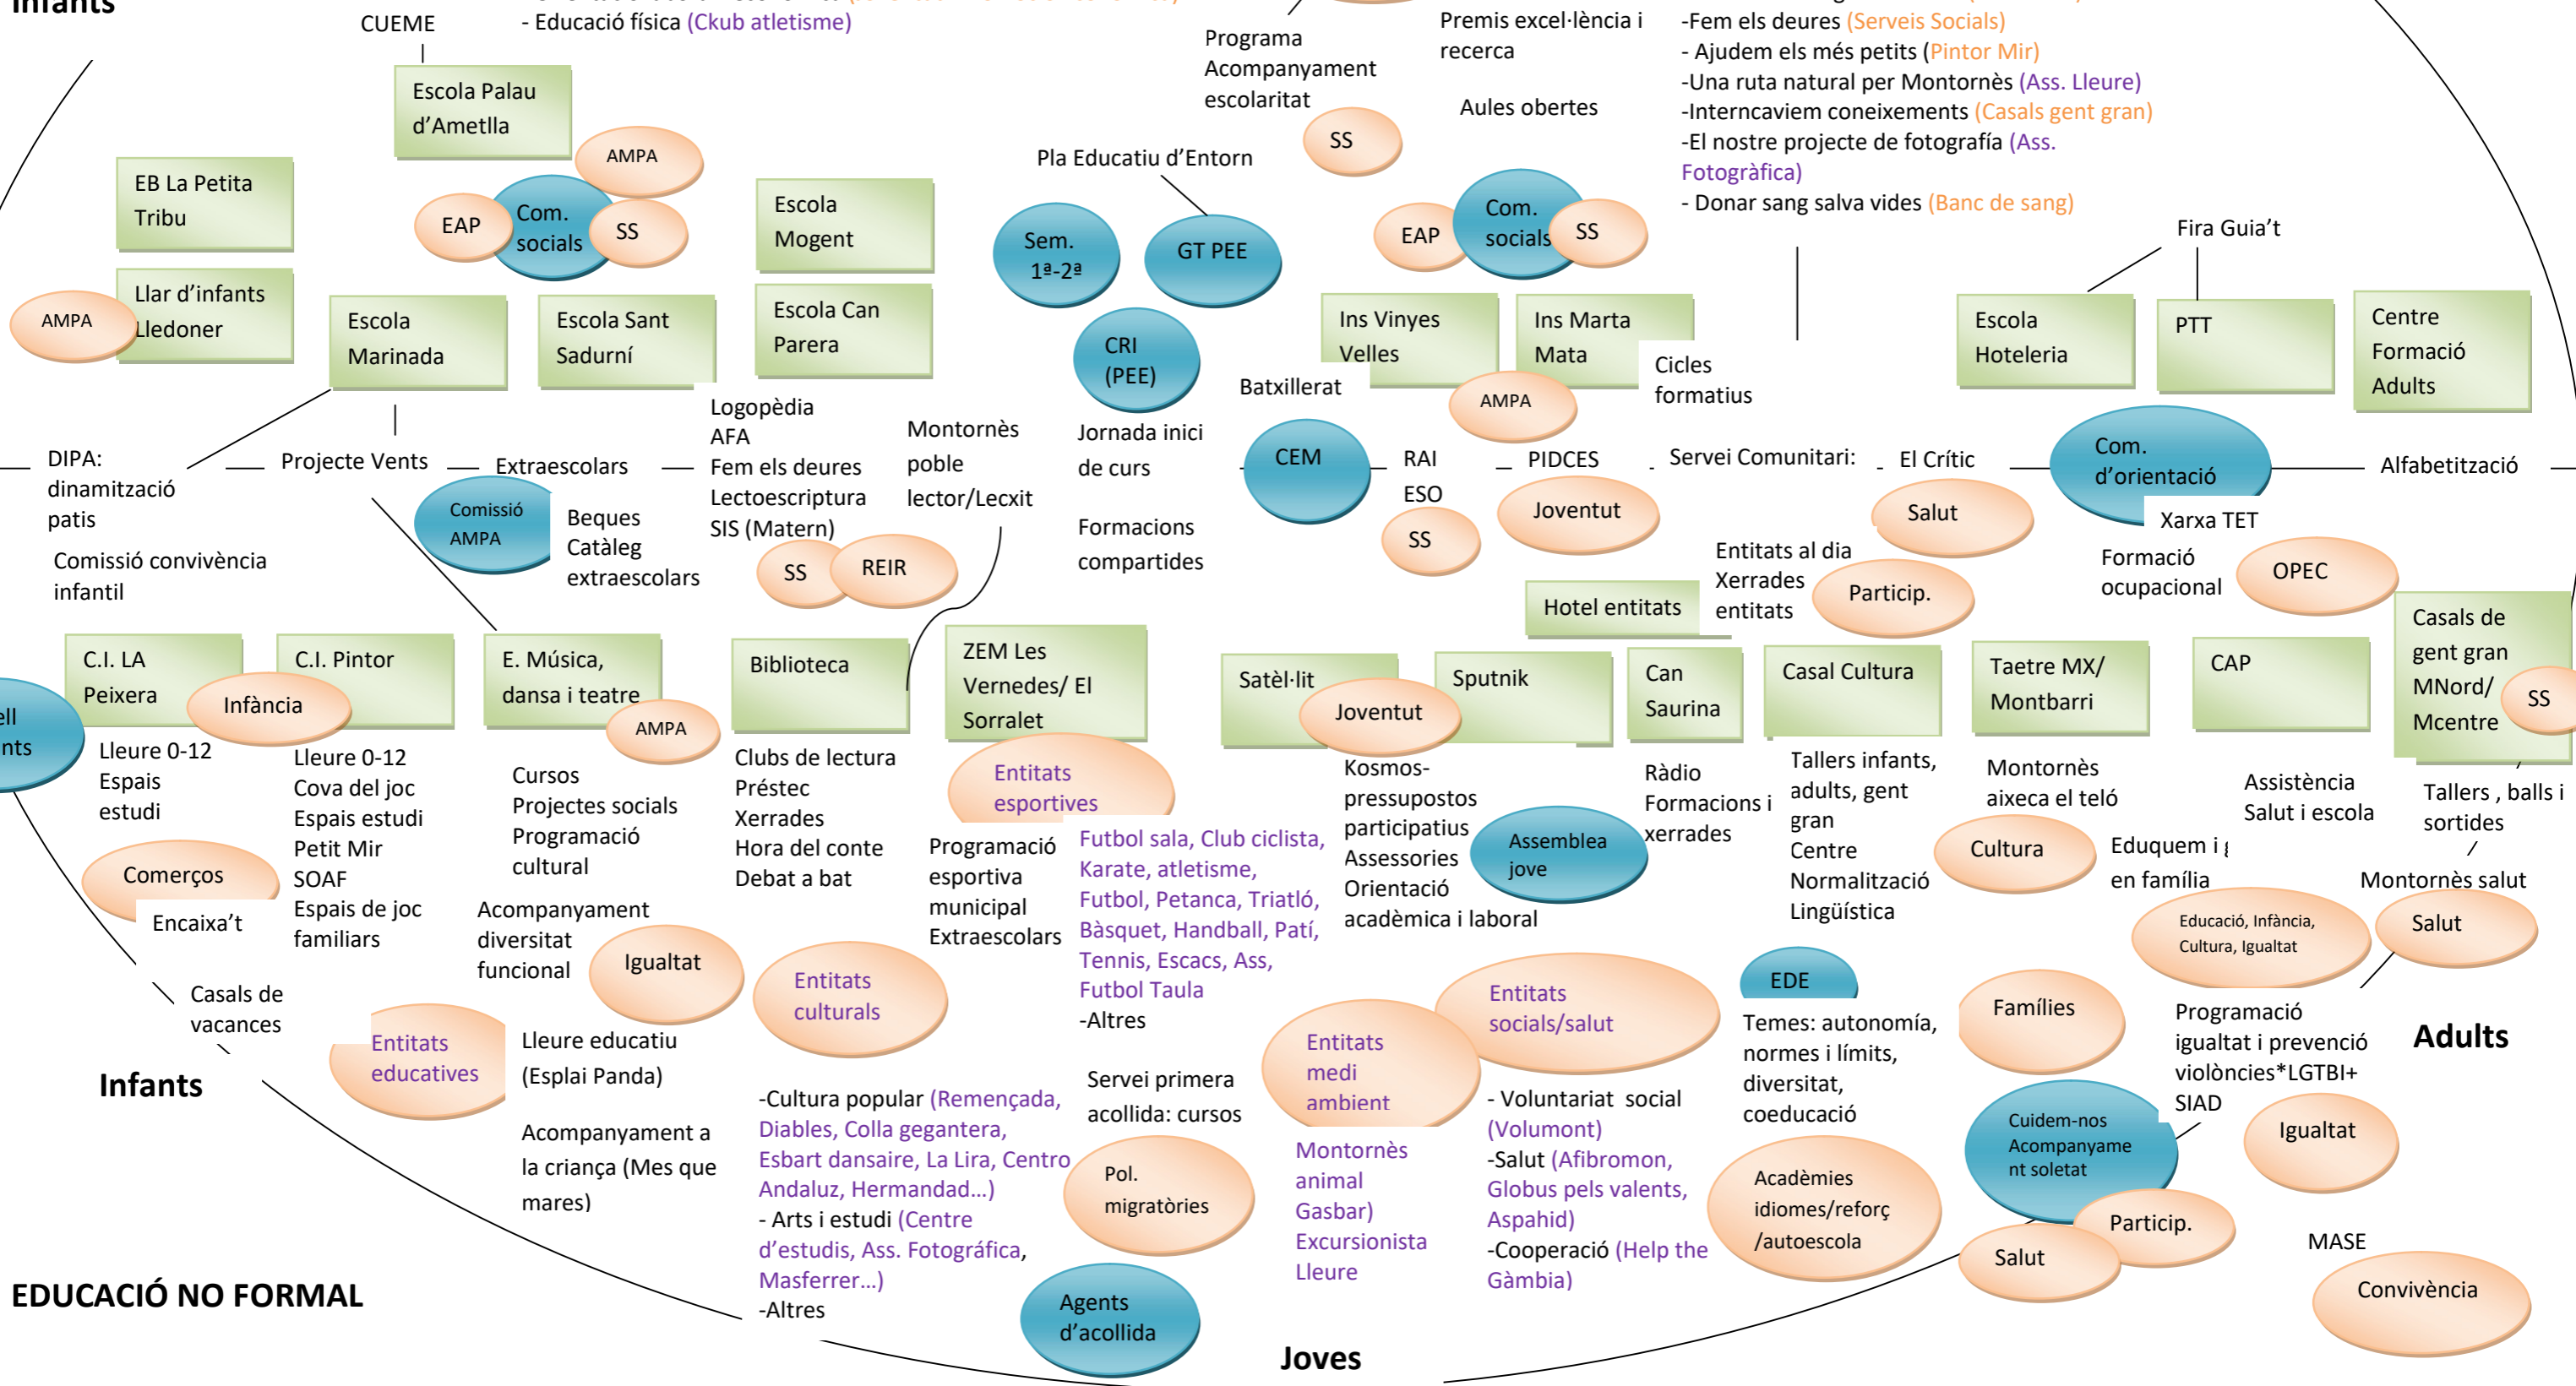 Infants
CUEME
- Educació física (Ckub atletisme)
Escola Palau
d'Ametlla
AMPA
EAP
Com.
socials
SS
EB La Petita
Tribu
Llar d'infants
Lledoner
AMPA
Escola
Marinada
Escola Sant
Sadurní
Escola
Mogent
Escola Can
Parera
Programa
Acompanyament
escolaritat
SS
Premis excel·lència i
recerca
Aules obertes
-Fem els deures (Serveis Socials)
- Ajudem els més petits (Pintor Mir)
-Una ruta natural per Montornès (Ass. Lleure)
-Interncaviem coneixements (Casals gent gran)
-El nostre projecte de fotografía (Ass.
Fotogràfica)
- Donar sang salva vides (Banc de sang)
Pla Educatiu d'Entorn
Sem.
1ª-2ª
GT PEE
CRI
(PEE)
EAP
Com.
socials
SS
Fira Guia't
Ins Vinyes
Velles
Ins Marta
Mata
Batxillerat
AMPA
Cicles
formatius
Escola
Hoteleria
PTT
Centre
Formació
Adults
DIPA:
dinamització
patis
Comissió convivència
infantil
Projecte Vents
Extraescolars
Comissió
AMPA
Beques
Catàleg
extraescolars
Logopèdia
AFA
Fem els deures
Lectoescriptura
SIS (Matern)
SS
REIR
Montornès
poble
lector/Lecxit
Jornada inici
de curs
Formacions
compartides
CEM
RAI
ESO
SS
PIDCES
Joventut
Servei Comunitari:
El Crític
Salut
Com.
d'orientació
Alfabetització
Xarxa TET
Formació
ocupacional
OPEC
Entitats al dia
Xerrades
entitats
Particip.
Hotel entitats
C.I. LA
Peixera
Infància
C.I. Pintor
E. Música,
dansa i teatre
AMPA
Biblioteca
ZEM Les
Vernedes/ El
Sorralet
Satèl·lit
Joventut
Sputnik
Can
Saurina
Casal Cultura
Taetre MX/
Montbarri
CAP
Casals de
gent gran
MNord/
Mcentre
SS
Lleure 0-12
Espais
estudi
Comerços
Encaixa't
Lleure 0-12
Cova del joc
Espais estudi
Petit Mir
SOAF
Espais de joc
familiars
Cursos
Projectes socials
Programació
cultural
Acompanyament
diversitat
funcional
Igualtat
Clubs de lectura
Préstec
Xerrades
Hora del conte
Debat a bat
Entitats
culturals
Entitats
esportives
Programació
esportiva
municipal
Extraescolars
Futbol sala, Club ciclista,
Karate, atletisme,
Futbol, Petanca, Triatló,
Bàsquet, Handball, Patí,
Tennis, Escacs, Ass,
Futbol Taula
-Altres
Kosmos-
pressupostos
participatius
Assessories
Orientació
acadèmica i laboral
Assemblea
jove
Ràdio
Formacions i
xerrades
Tallers infants,
adults, gent
gran
Centre
Normalització
Lingüística
Montornès
aixeca el teló
Cultura
Assistència
Salut i escola
Eduquem i
en família
Educació, Infància,
Cultura, Igualtat
Tallers , balls i
sortides
Montornès salut
Salut
Casals de
vacances
Infants
Entitats
educatives
Lleure educatiu
(Esplai Panda)
Acompanyament a
la criança (Mes que
mares)
-Cultura popular (Remençada,
Diables, Colla gegantera,
Esbart dansaire, La Lira, Centro
Andaluz, Hermandad...)
- Arts i estudi (Centre
d'estudis, Ass. Fotográfica,
Masferrer...)
-Altres
Servei primera
acollida: cursos
Pol.
migratòries
Agents
d'acollida
Entitats
medi
ambient
Montornès
animal
Gasbar)
Excursionista
Lleure
Entitats
socials/salut
- Voluntariat social
(Volumont)
-Salut (Afibromon,
Globus pels valents,
Aspahid)
-Cooperació (Help the
Gàmbia)
EDE
Temes: autonomía,
normes i límits,
diversitat,
coeducació
Acadèmies
idiomes/reforç
/autoescola
Famílies
Cuidem-nos
Acompanyame
nt soletat
Particip.
Salut
Programació
igualtat i prevenció
violències*LGTBI+
SIAD
Igualtat
Adults
MASE
Convivència
EDUCACIÓ NO FORMAL
Joves